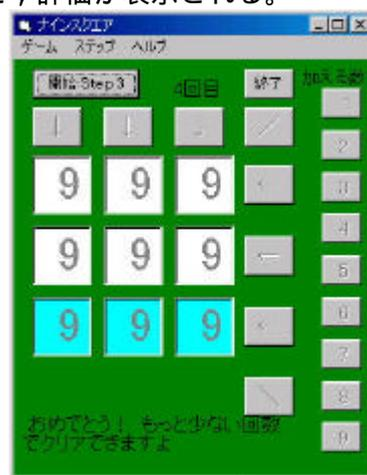 評価が表示される。
ナインスクエア
ゲーム ステップ ヘルプ
開始-Step3 4回目 終了 加える数
1
2
9 9 9 ← 3
4
9 9 9 ← 5
6
9 9 9 ← 7
8
おめでとう! もっと少ない回数
でクリアできますよ
9